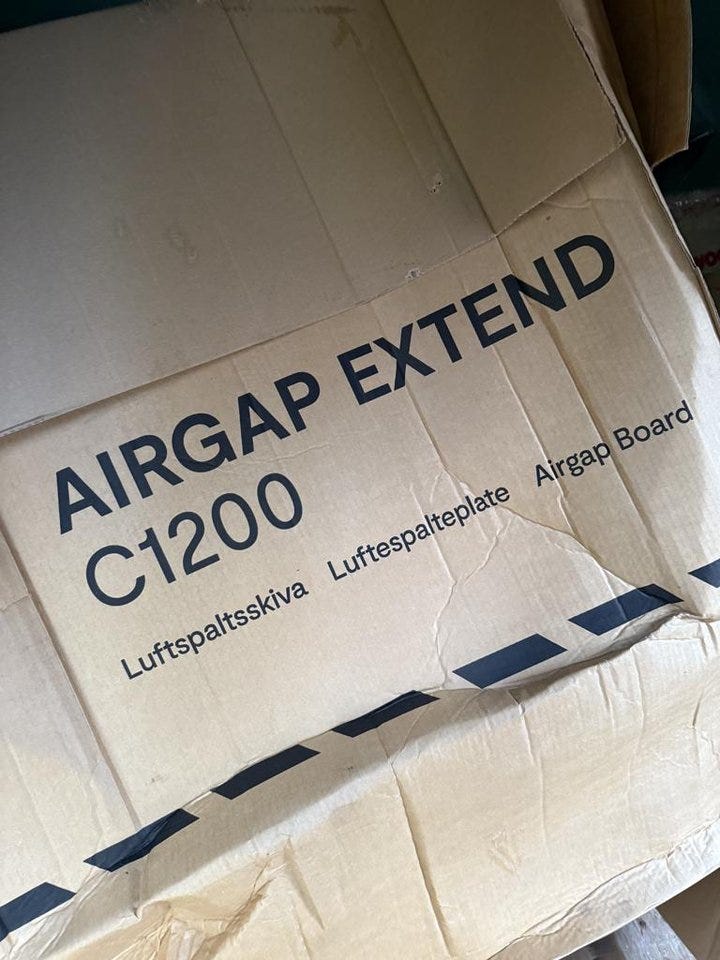 AIRGAP EXTEND
C1200
Luftspaltsskiva Luftespalteplate Airgap Board